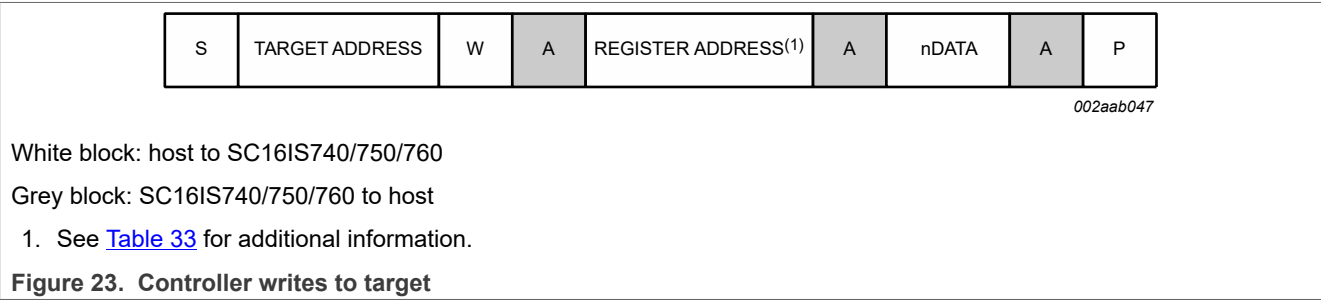 S TARGET ADDRESS W A REGISTER ADDRESS(1) A nDATA A P
002aab047
White block: host to SC16IS740/750/760
Grey block: SC16IS740/750/760 to host
1. See Table 33 for additional information.
Figure 23. Controller writes to target